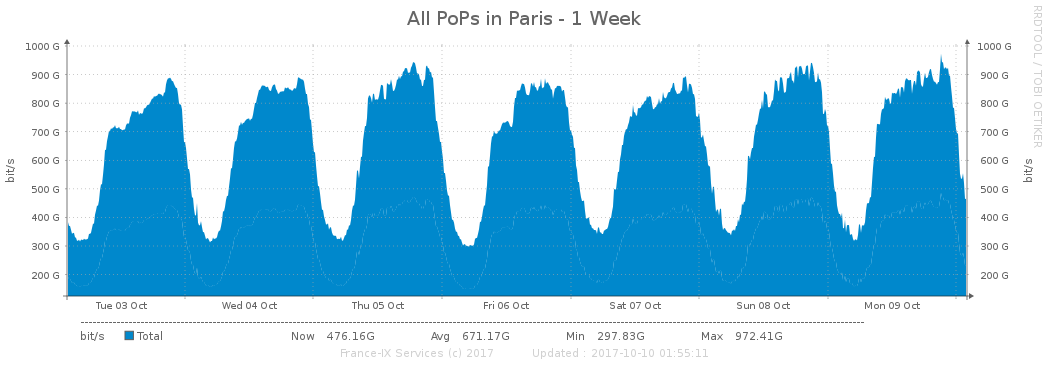 All PoPs in Paris - 1 Week
RRDTOOL / TOBI OETIKER
1000 G 1000 G
900 G 900 G
800 G 800 G
700 G 700 G
600 G 600 G
500 G 500 G
400 G 400 G
300 G 300 G
200 G 200 G
bit/s bit/s
Tue 03 Oct Wed 04 Oct Thu 05 Oct Fri 06 Oct Sat 07 Oct Sun 08 Oct Mon 09 Oct
bit/s Total Now 476.16G Avg 671.17G Min 297.83G Max 972.41G
France-IX Services (c) 2017 Updated : 2017-10-10 01:55:11